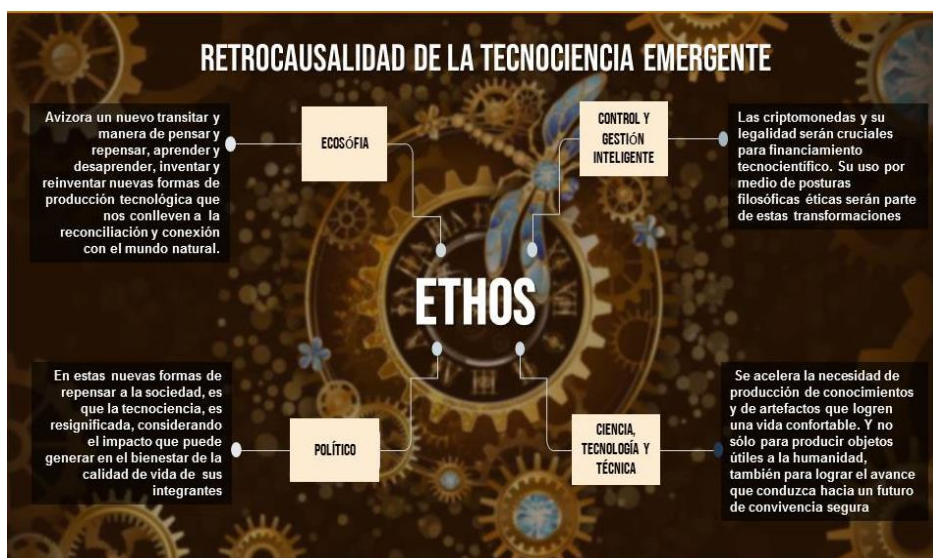 RETROCAUSALIDAD DE LA TECNOCIENCIA EMERGENTE
Avizora un nuevo transitar y
manera de pensar y
repensar, aprender y
desaprender, inventar y
reinventar nuevas formas de
producción tecnológica que
nos conlleven a la
reconciliación y conexión
con el mundo natural.
ECOSÓFIA
CONTROL Y
GESTIÓN
INTELIGENTE
Las criptomonedas y su
legalidad serán cruciales
para financiamiento
tecnocientífico. Su uso por
medio de posturas
filosóficas éticas serán parte
de estas transformaciones
ETHOS
En estas nuevas formas de
repensar a la sociedad, es
que la tecnociencia, es
resignificada, considerando
el impacto que puede
generar en el bienestar de la
calidad de vida de sus
integrantes
POLÍTICO
CIENCIA,
TECNOLOGÍA Y
TÉCNICA
Se acelera la necesidad de
producción de conocimientos
y de artefactos que logren
una vida confortable. Y no
sólo para producir objetos
útiles a la humanidad,
también para lograr el avance
que conduzca hacia un futuro
de convivencia segura